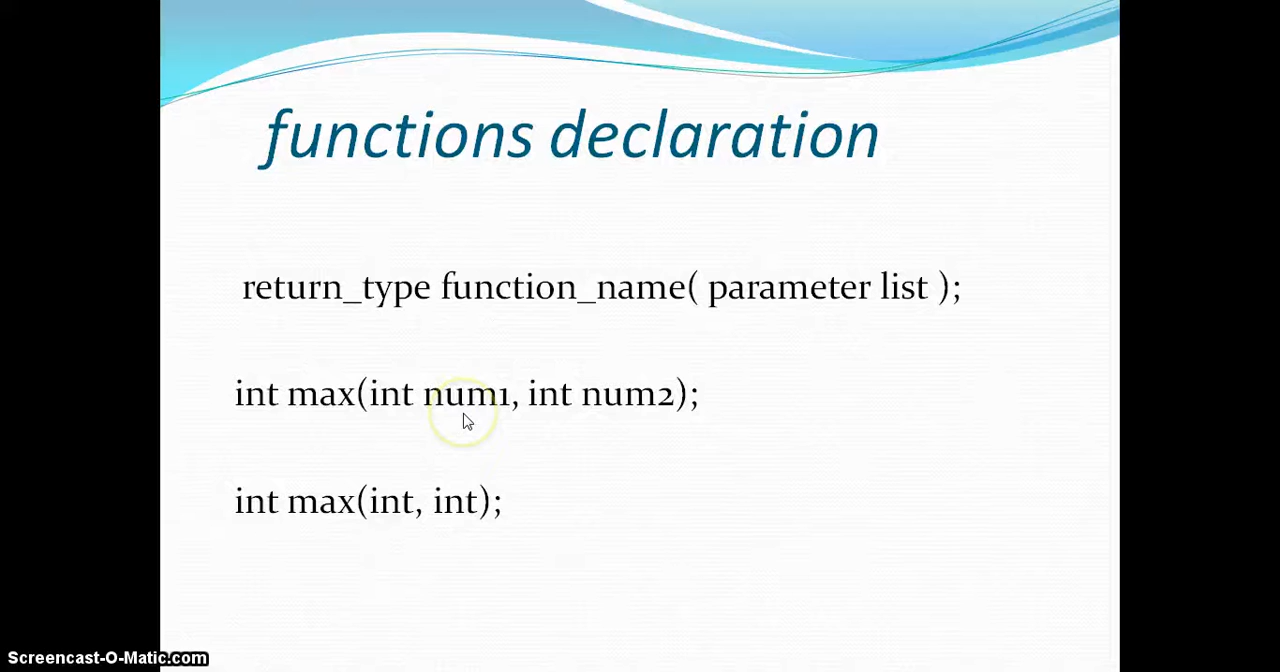 functions declaration
return_type function_name( parameter list );
int max(int num1, int num2);
int max(int, int);
Screencast-O-Matic.com